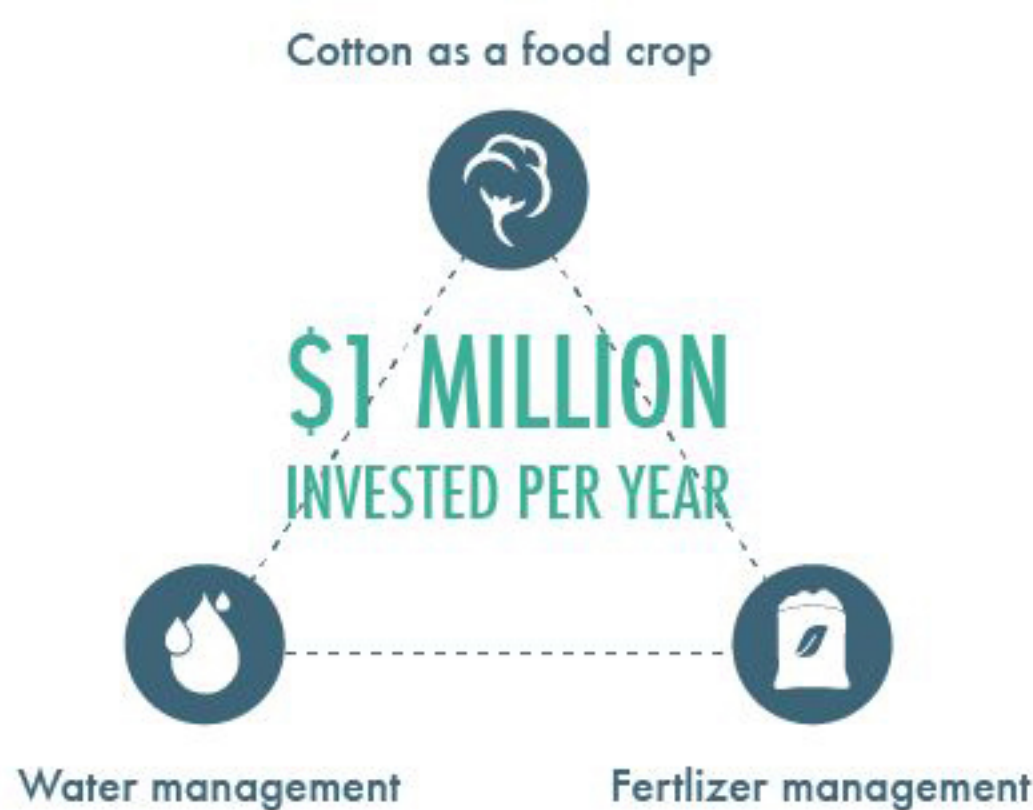 Cotton as a food crop
$1 MILLION
INVESTED PER YEAR
Water management
Fertlizer management